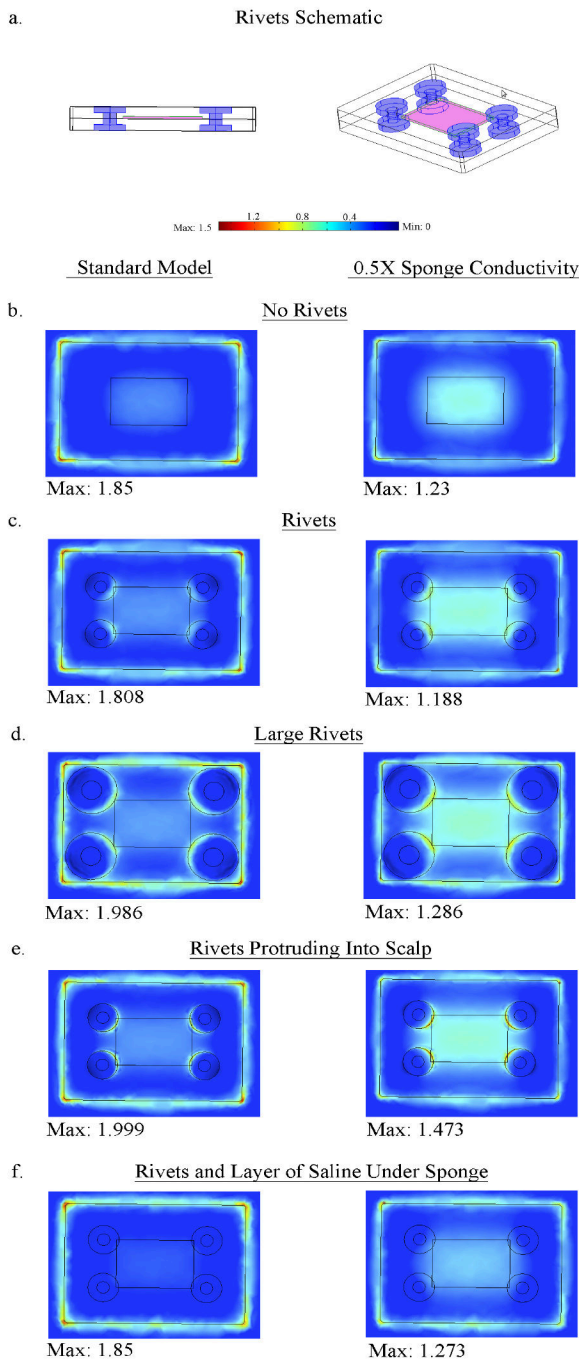 a. Rivets Schematic
1.2 0.8 0.4
Max: 1.5 Min: 0
Standard Model 0.5X Sponge Conductivity
b. No Rivets
Max: 1.85 Max: 1.23
c. Rivets
Max: 1.808 Max: 1.188
d. Large Rivets
Max: 1.986 Max: 1.286
e. Rivets Protruding Into Scalp
Max: 1.999 Max: 1.473
f. Rivets and Layer of Saline Under Sponge
Max: 1.85 Max: 1.273